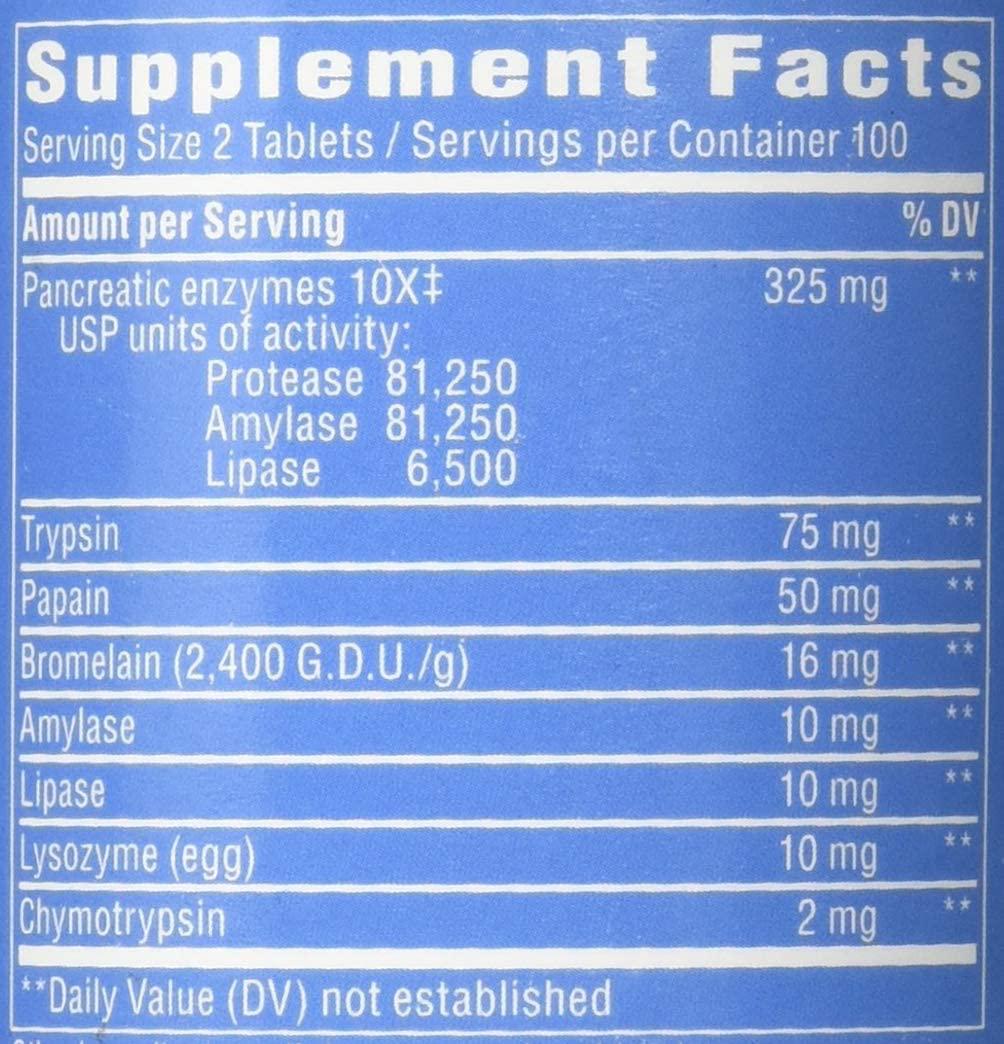 Supplement Facts
Serving Size 2 Tablets / Servings per Container 100
Amount per Serving % DV
Pancreatic enzymes 10X‡ 325 mg **
USP units of activity:
Protease 81,250
Amylase 81,250
Lipase 6,500
Trypsin 75 mg **
Papain 50 mg **
Bromelain (2,400 G.D.U./g) 16 mg **
Amylase 10 mg **
Lipase 10 mg **
Lysozyme (egg) 10 mg **
Chymotrypsin 2 mg **
**Daily Value (DV) not established